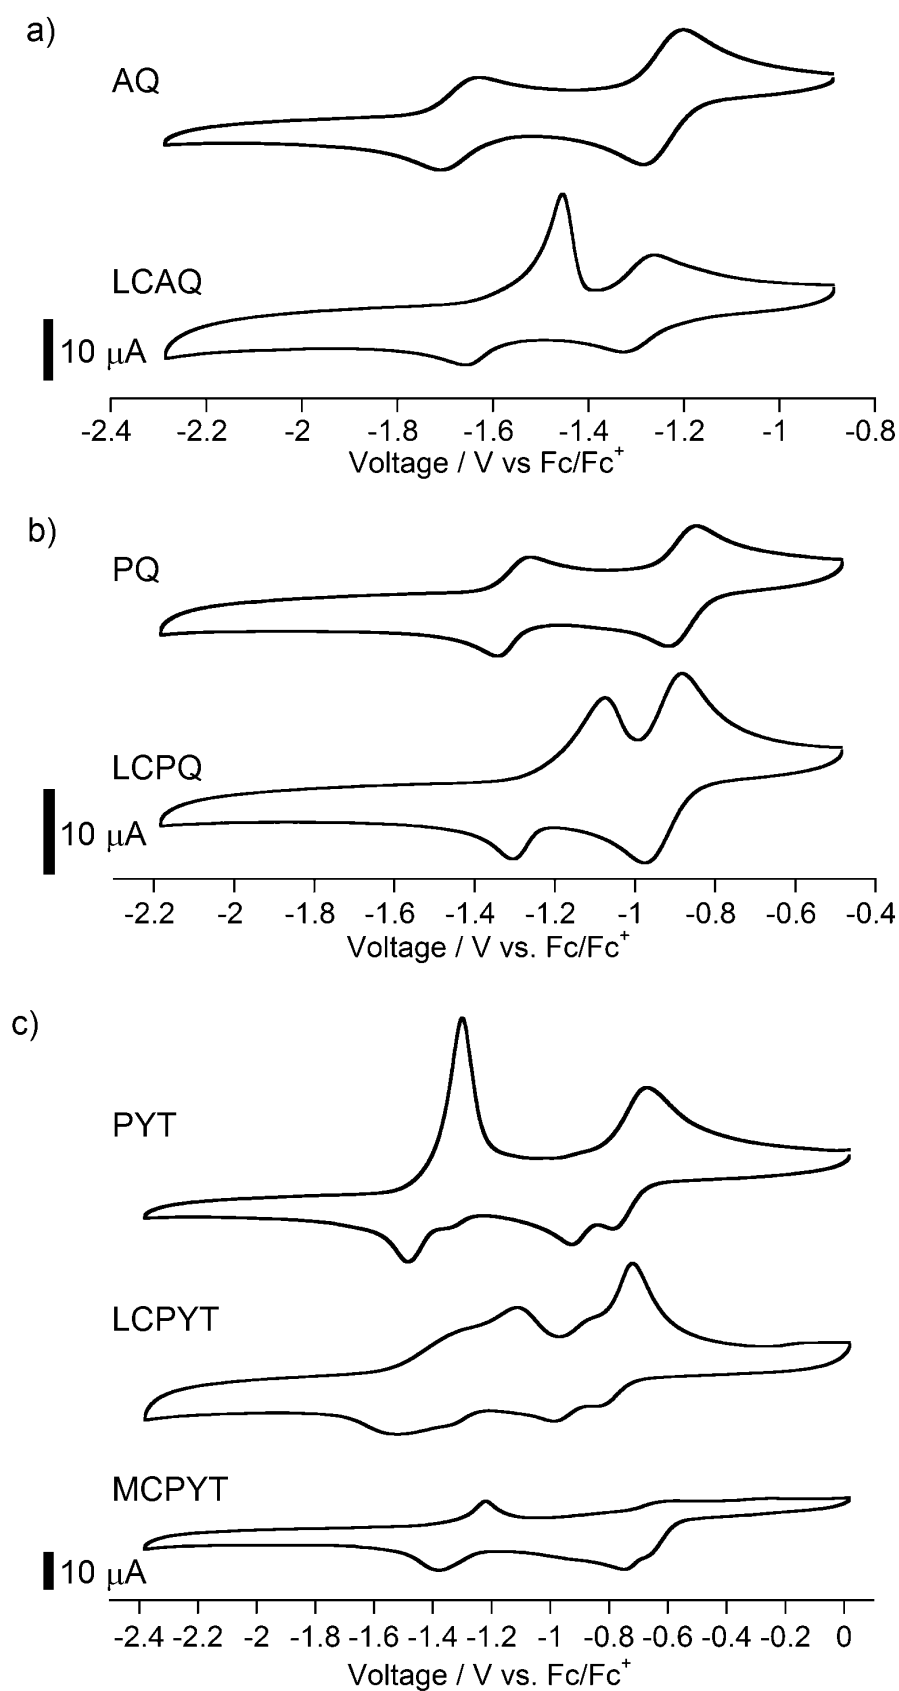 a)
AQ
LCAQ
10 μA
-2.4 -2.2 -2 -1.8 -1.6 -1.4 -1.2 -1 -0.8
Voltage / V vs Fc/Fc⁺
b)
PQ
LCPQ
10 μA
-2.2 -2 -1.8 -1.6 -1.4 -1.2 -1 -0.8 -0.6 -0.4
Voltage / V vs. Fc/Fc⁺
c)
PYT
LCPYT
MCPYT
10 μA
-2.4 -2.2 -2 -1.8 -1.6 -1.4 -1.2 -1 -0.8 -0.6 -0.4 -0.2 0
Voltage / V vs. Fc/Fc⁺